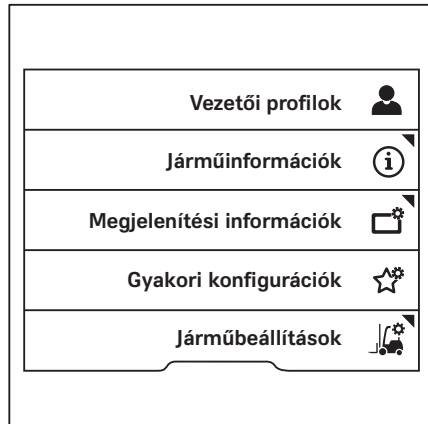 Vezetői profilok
Járműinformációk
Megjelenítési információk
Gyakori konfigurációk
Járműbeállítások